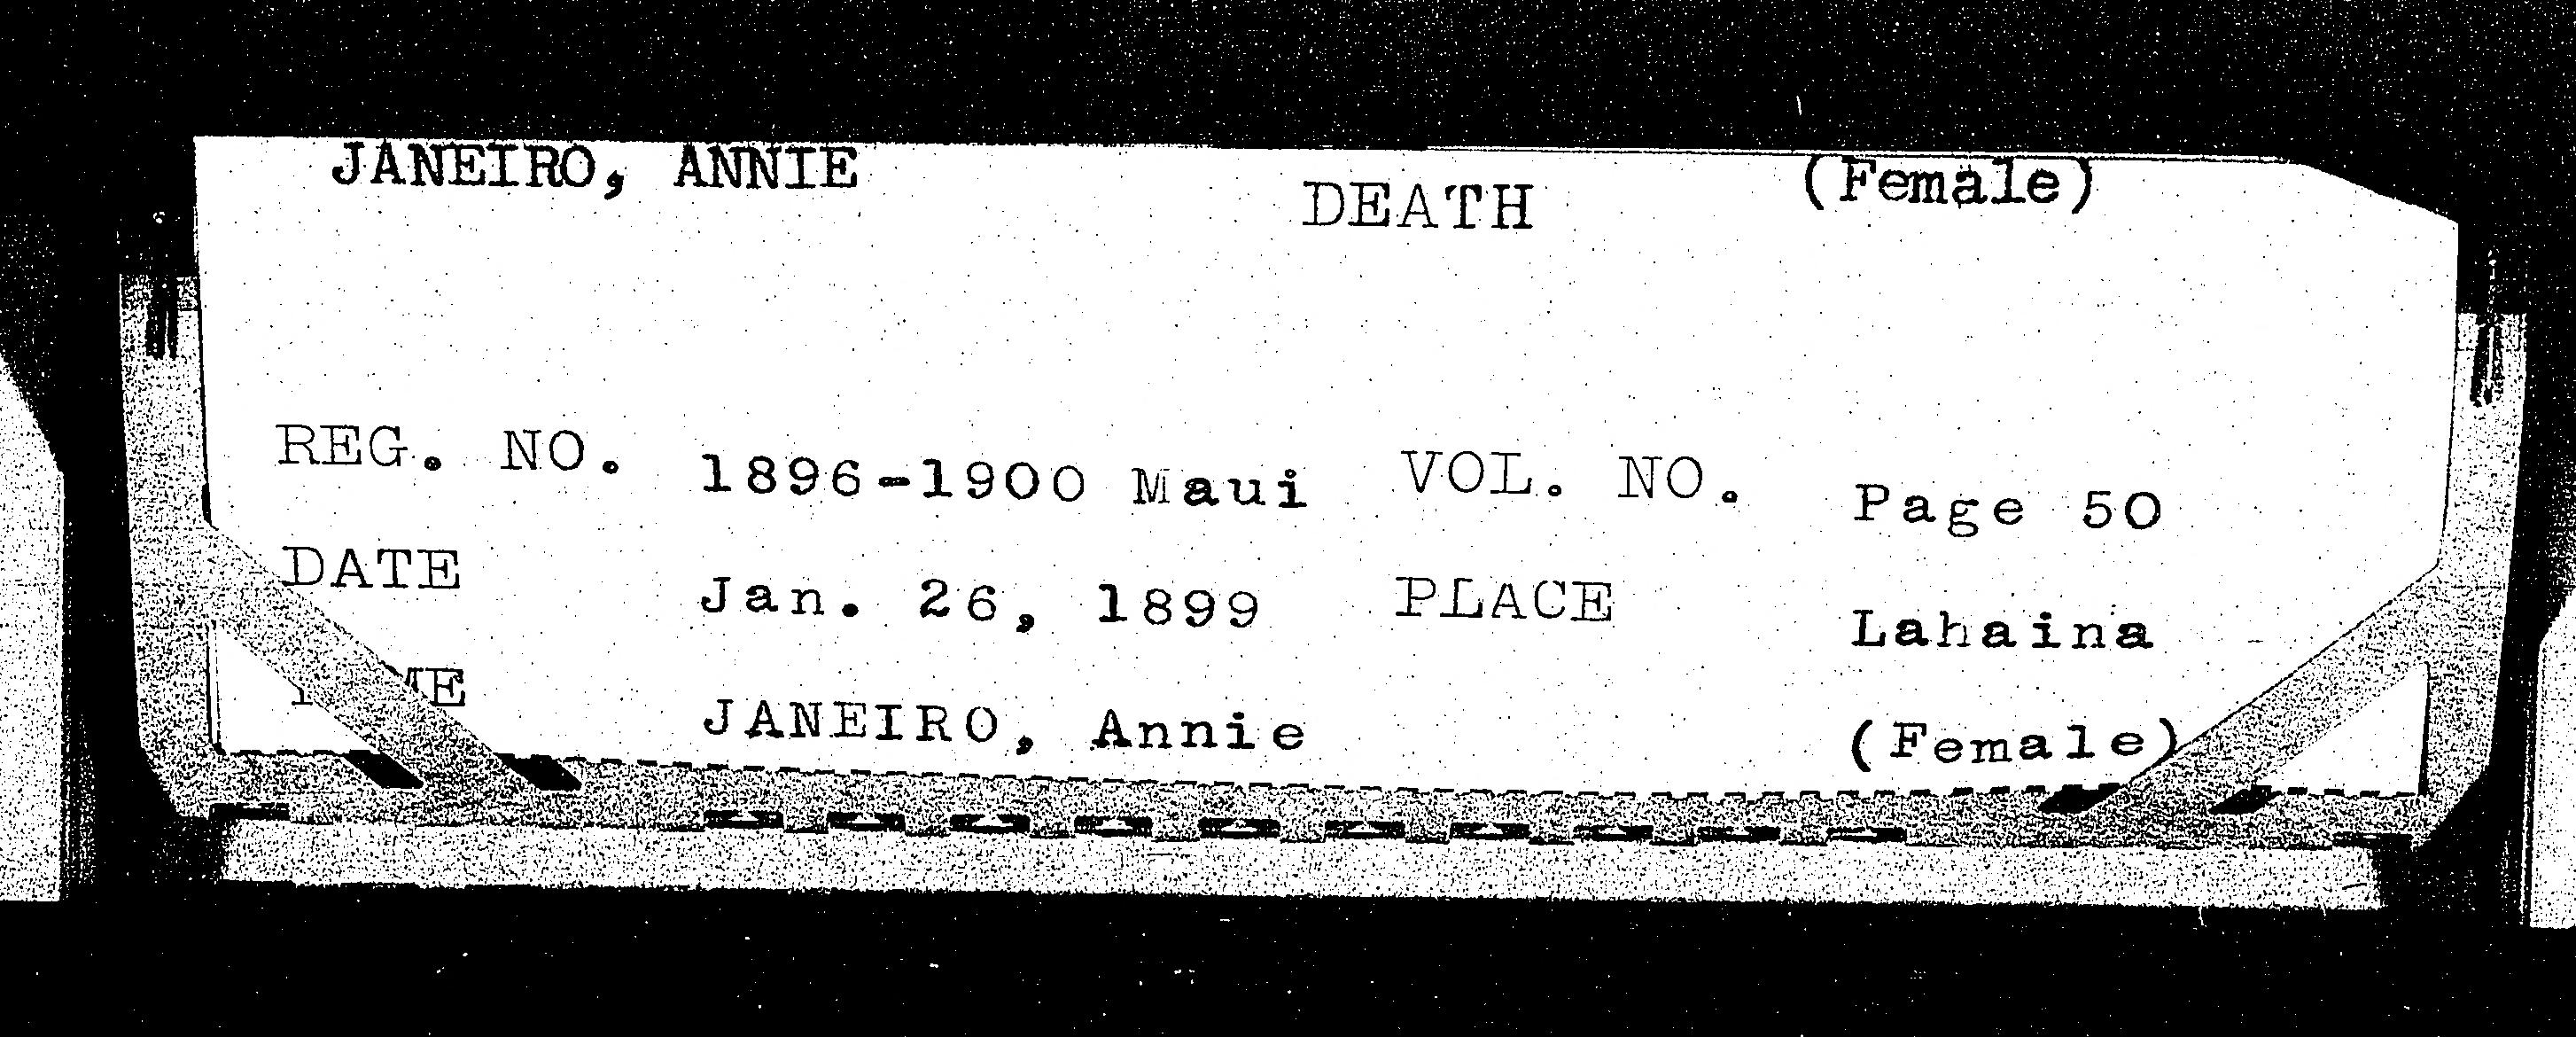 JANEIRO, ANNIE DEATH (Female)
REG. NO. 1896-1900 Maui VOL. NO. Page 50
DATE Jan. 26, 1899 PLACE Lahaina
JANEIRO, Annie (Female)